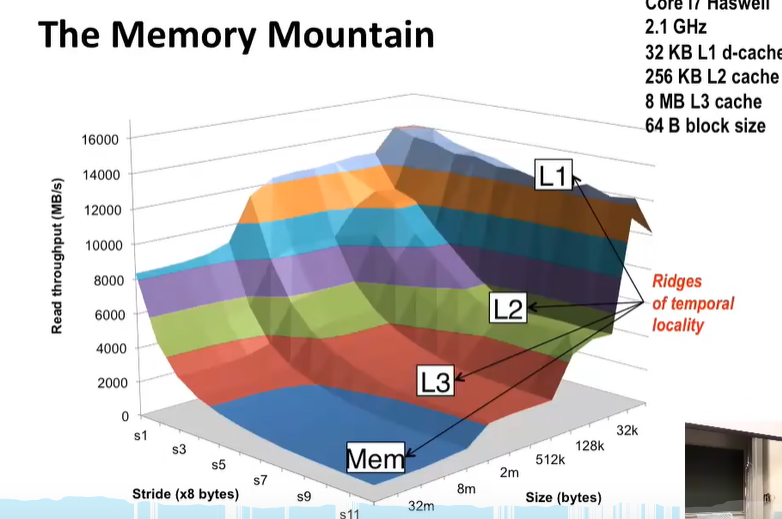 The Memory Mountain
Core i7 Haswell
2.1 GHz
32 KB L1 d-cache
256 KB L2 cache
8 MB L3 cache
64 B block size
Read throughput (MB/s)
16000
14000
12000
10000
8000
6000
4000
2000
0
L1
L2
L3
Mem
Ridges
of temporal
locality
s1
s3
s5
s7
s9
s11
Stride (x8 bytes)
32m
8m
2m
512k
128k
32k
Size (bytes)